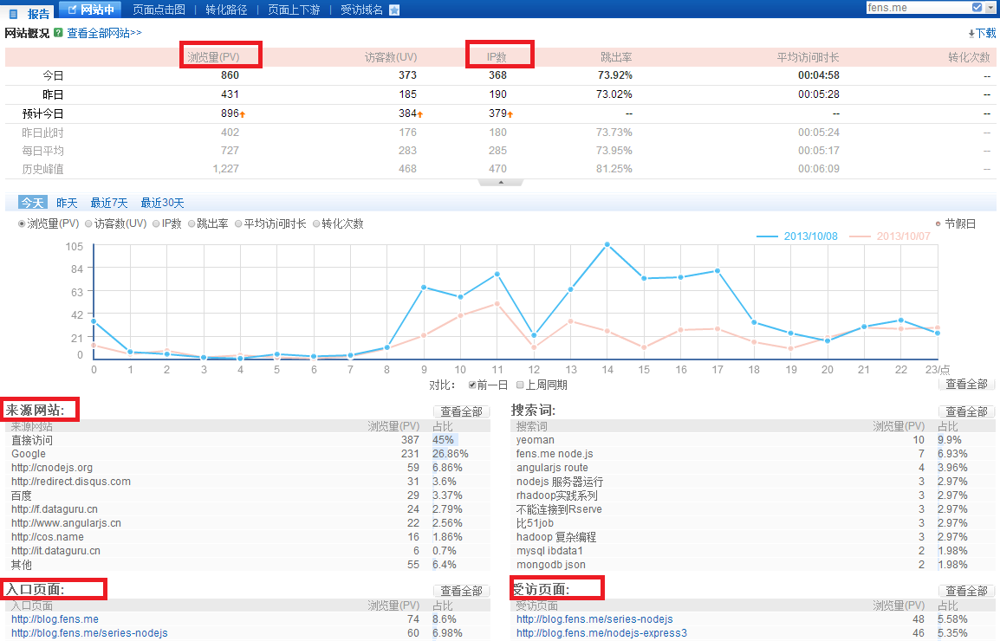 报告 网站中 页面点击图 | 转化路径 | 页面上下游 | 受访域名 fens.me
网站概况 ? 查看全部网站>> 下载
浏览量(PV) 访客数(UV) IP数 跳出率 平均访问时长 转化次数
今日 860 373 368 73.92% 00:04:58 --
昨日 431 185 190 73.02% 00:05:28 --
预计今日 896 384 379 -- -- --
昨日此时 402 176 180 73.73% 00:05:24 --
每日平均 727 283 285 73.95% 00:05:17 --
历史峰值 1,227 468 470 81.25% 00:06:09 --
今天 昨天 最近7天 最近30天
浏览量(PV) 访客数(UV) IP数 跳出率 平均访问时长 转化次数 节假日
2013/10/08 2013/10/07
105
84
63
42
21
0
0 1 2 3 4 5 6 7 8 9 10 11 12 13 14 15 16 17 18 19 20 21 22 23/点
对比： 前一日 上周同期 查看全部
来源网站: 查看全部
来源网站 浏览量(PV) 占比
直接访问 387 45%
Google 231 26.86%
http://cnodejs.org 59 6.86%
http://redirect.disqus.com 31 3.6%
百度 29 3.37%
http://f.dataguru.cn 24 2.79%
http://www.angularjs.cn 22 2.56%
http://cos.name 16 1.86%
http://it.dataguru.cn 6 0.7%
其他 55 6.4%
搜索词: 查看全部
搜索词 浏览量(PV) 占比
yeoman 10 9.9%
fens.me node.js 7 6.93%
angularjs route 4 3.96%
nodejs 服务器运行 3 2.97%
rhadoop实践系列 3 2.97%
不能连接到Rserve 3 2.97%
比51job 3 2.97%
hadoop 复杂编程 3 2.97%
mysql ibdata1 2 1.98%
mongodb json 2 1.98%
入口页面: 查看全部
入口页面 浏览量(PV) 占比
http://blog.fens.me 74 8.6%
http://blog.fens.me/series-nodejs 60 6.98%
受访页面: 查看全部
受访页面 浏览量(PV) 占比
http://blog.fens.me/series-nodejs 48 5.58%
http://blog.fens.me/nodejs-express3 46 5.35%